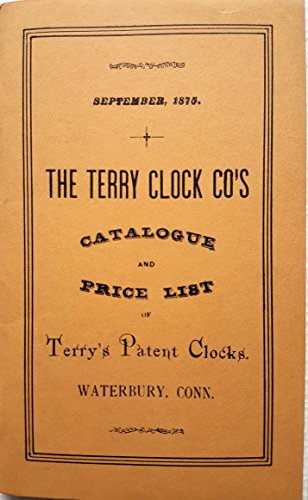 SEPTEMBER, 1875.
THE TERRY CLOCK CO'S
CATALOGUE
AND
PRICE LIST
OF
Terry's Patent Clocks.
WATERBURY, CONN.